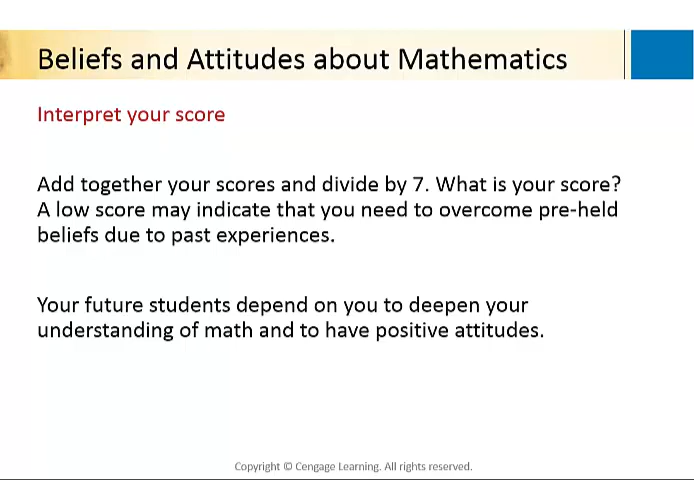 Beliefs and Attitudes about Mathematics
Interpret your score
Add together your scores and divide by 7. What is your score?
A low score may indicate that you need to overcome pre-held
beliefs due to past experiences.
Your future students depend on you to deepen your
understanding of math and to have positive attitudes.
Copyright © Cengage Learning. All rights reserved.